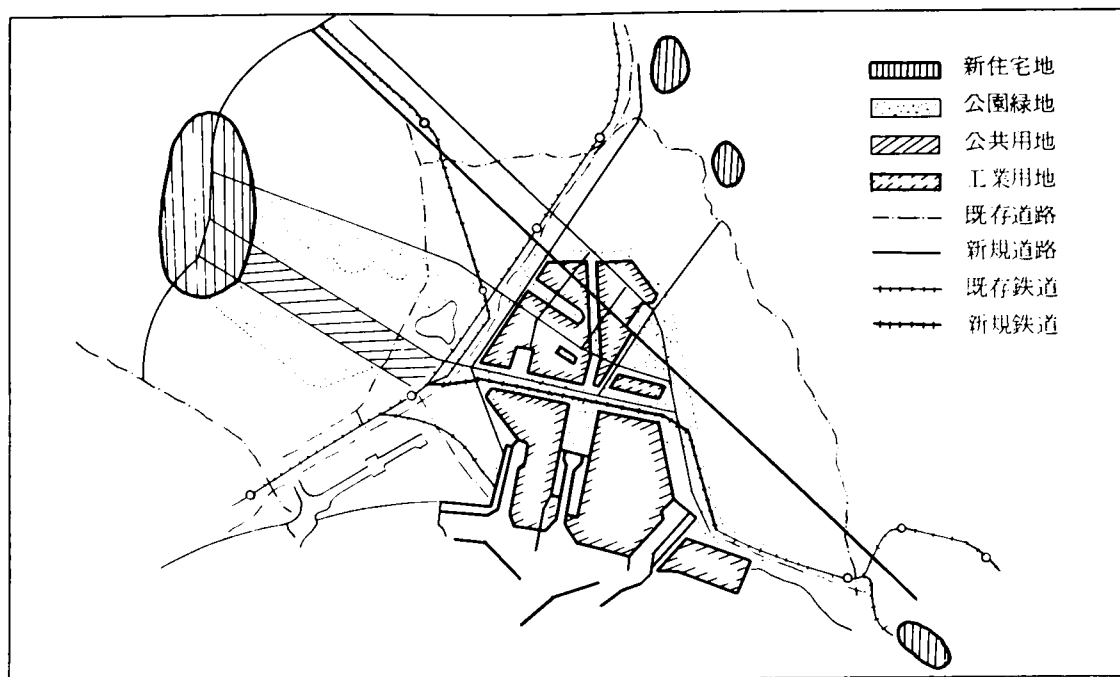 新住宅地
公園緑地
公共用地
工業用地
既存道路
新規道路
既存鉄道
新規鉄道